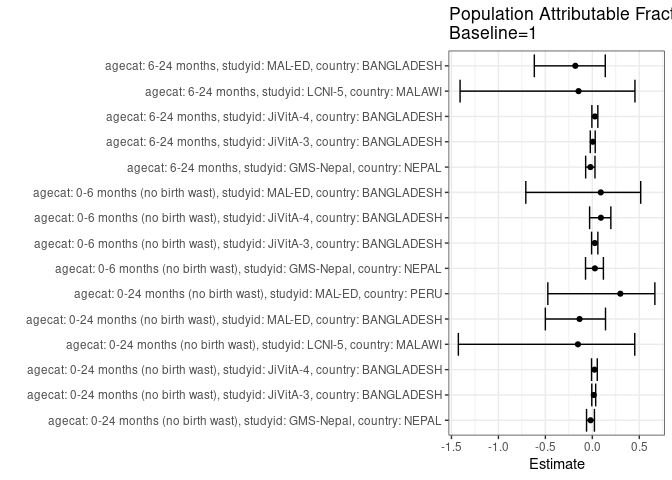 Population Attributable Frac
Baseline=1
agecat: 6-24 months, studyid: MAL-ED, country: BANGLADESH
agecat: 6-24 months, studyid: LCNI-5, country: MALAWI
agecat: 6-24 months, studyid: JiVitA-4, country: BANGLADESH
agecat: 6-24 months, studyid: JiVitA-3, country: BANGLADESH
agecat: 6-24 months, studyid: GMS-Nepal, country: NEPAL
agecat: 0-6 months (no birth wast), studyid: MAL-ED, country: BANGLADESH
agecat: 0-6 months (no birth wast), studyid: JiVitA-4, country: BANGLADESH
agecat: 0-6 months (no birth wast), studyid: JiVitA-3, country: BANGLADESH
agecat: 0-6 months (no birth wast), studyid: GMS-Nepal, country: NEPAL
agecat: 0-24 months (no birth wast), studyid: MAL-ED, country: PERU
agecat: 0-24 months (no birth wast), studyid: MAL-ED, country: BANGLADESH
agecat: 0-24 months (no birth wast), studyid: LCNI-5, country: MALAWI
agecat: 0-24 months (no birth wast), studyid: JiVitA-4, country: BANGLADESH
agecat: 0-24 months (no birth wast), studyid: JiVitA-3, country: BANGLADESH
agecat: 0-24 months (no birth wast), studyid: GMS-Nepal, country: NEPAL
-1.5 -1.0 -0.5 0.0 0.5
Estimate